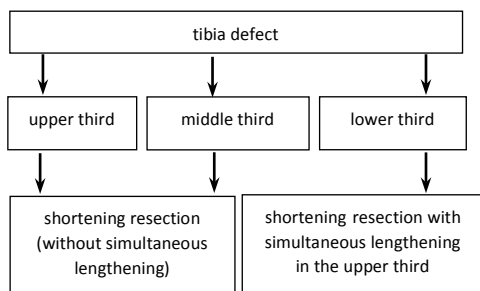 tibia defect
upper third
middle third
lower third
shortening resection
(without simultaneous
lengthening)
shortening resection with
simultaneous lengthening
in the upper third